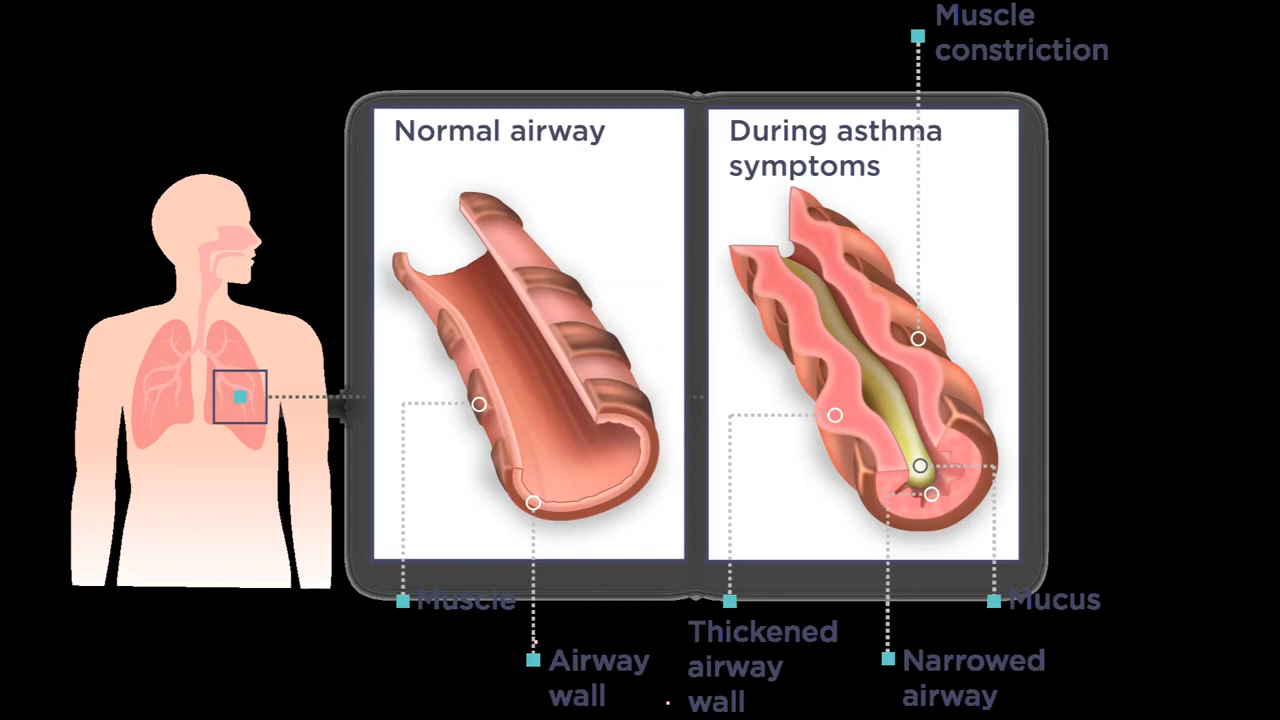 Muscle
constriction
Normal airway
During asthma
symptoms
Muscle
Airway
wall
Thickened
airway
wall
Narrowed
airway
Mucus